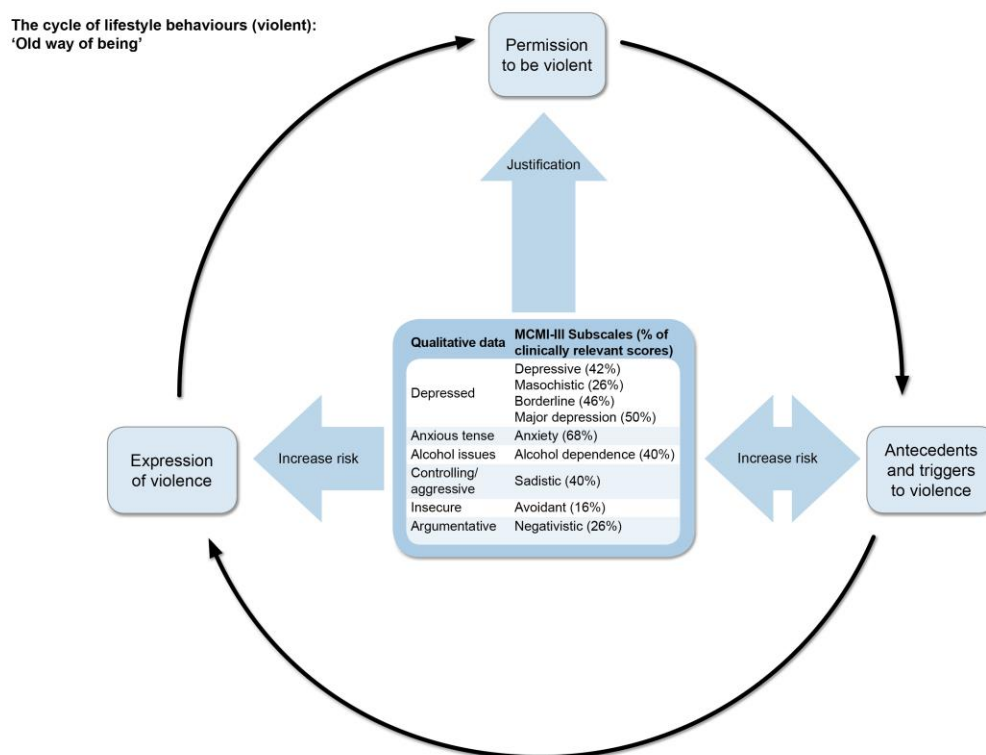 The cycle of lifestyle behaviours (violent):
‘Old way of being’
Permission
to be violent
Justification
Qualitative data
MCMI-III Subscales (% of
clinically relevant scores)
Depressed
Depressive (42%)
Masochistic (26%)
Borderline (46%)
Major depression (50%)
Anxious tense
Anxiety (68%)
Alcohol issues
Alcohol dependence (40%)
Controlling/
aggressive
Sadistic (40%)
Insecure
Avoidant (16%)
Argumentative
Negativistic (26%)
Expression
of violence
Increase risk
Increase risk
Antecedents
and triggers
to violence